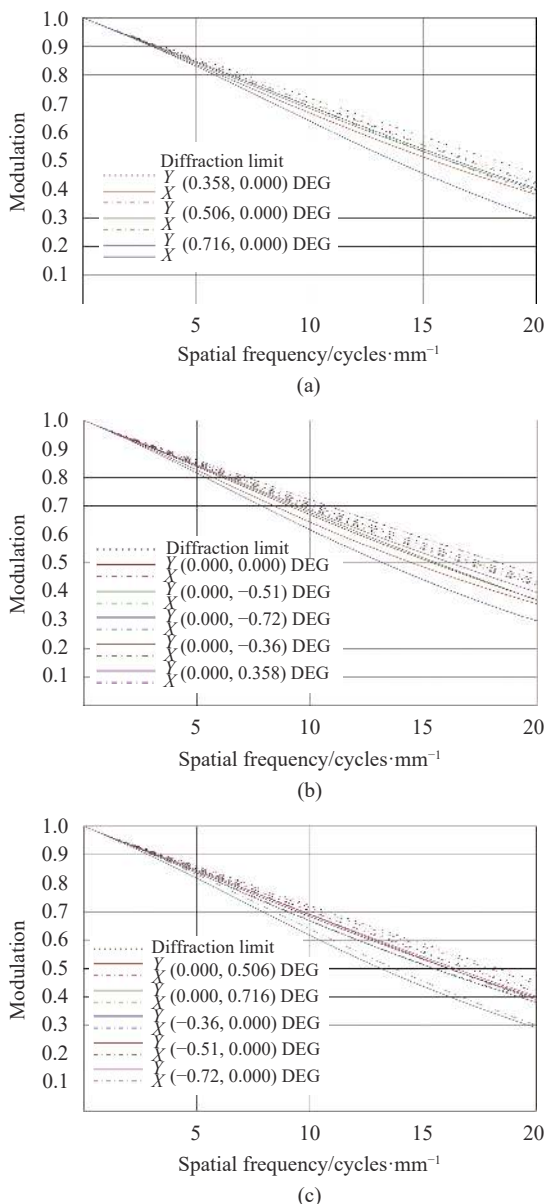 1.0
0.9
0.8
0.7
0.6
0.5
0.4
0.3
0.2
0.1
Modulation
Diffraction limit
Y
X (0.358, 0.000) DEG
Y
X (0.506, 0.000) DEG
Y
X (0.716, 0.000) DEG
5 10 15 20
Spatial frequency/cycles·mm⁻¹
(a)
1.0
0.9
0.8
0.7
0.6
0.5
0.4
0.3
0.2
0.1
Modulation
Diffraction limit
Y
X (0.000, 0.000) DEG
Y
X (0.000, −0.51) DEG
Y
X (0.000, −0.72) DEG
Y
X (0.000, −0.36) DEG
Y
X (0.000, 0.358) DEG
5 10 15 20
Spatial frequency/cycles·mm⁻¹
(b)
1.0
0.9
0.8
0.7
0.6
0.5
0.4
0.3
0.2
0.1
Modulation
Diffraction limit
Y
X (0.000, 0.506) DEG
Y
X (0.000, 0.716) DEG
Y
X (−0.36, 0.000) DEG
Y
X (−0.51, 0.000) DEG
Y
X (−0.72, 0.000) DEG
5 10 15 20
Spatial frequency/cycles·mm⁻¹
(c)